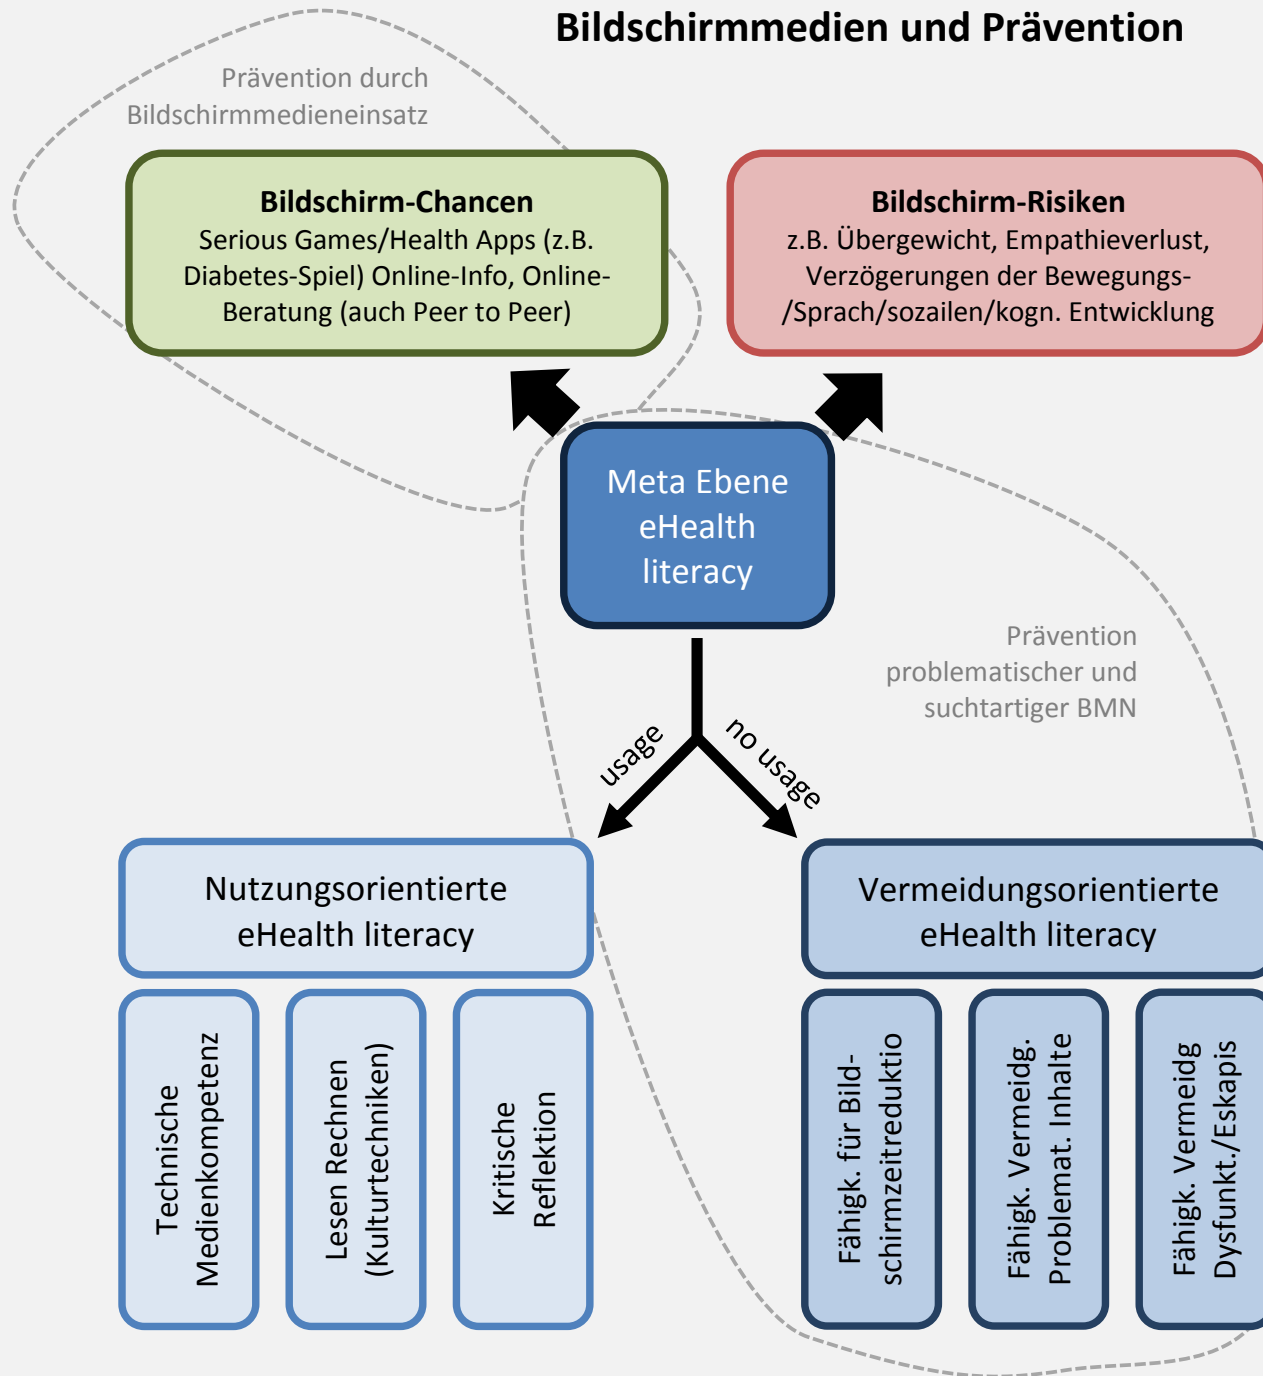 Bildschirmmedien und Prävention
Prävention durch
Bildschirmmedieneinsatz
Bildschirm-Chancen
Serious Games/Health Apps (z.B.
Diabetes-Spiel) Online-Info, Online-
Beratung (auch Peer to Peer)
Bildschirm-Risiken
z.B. Übergewicht, Empathieverlust,
Verzögerungen der Bewegungs-
/Sprach/sozailen/kogn. Entwicklung
Meta Ebene
eHealth
literacy
Prävention
problematischer und
suchtartiger BMN
usage
no usage
Nutzungsorientierte
eHealth literacy
Vermeidungsorientierte
eHealth literacy
Technische
Medienkompetenz
Lesen Rechnen
(Kulturtechniken)
Kritische
Reflektion
Fähigk. für Bild-
schirmzeitreduktio
Fähigk. Vermeidg.
Problemat. Inhalte
Fähigk. Vermeidg
Dysfunkt./Eskapis